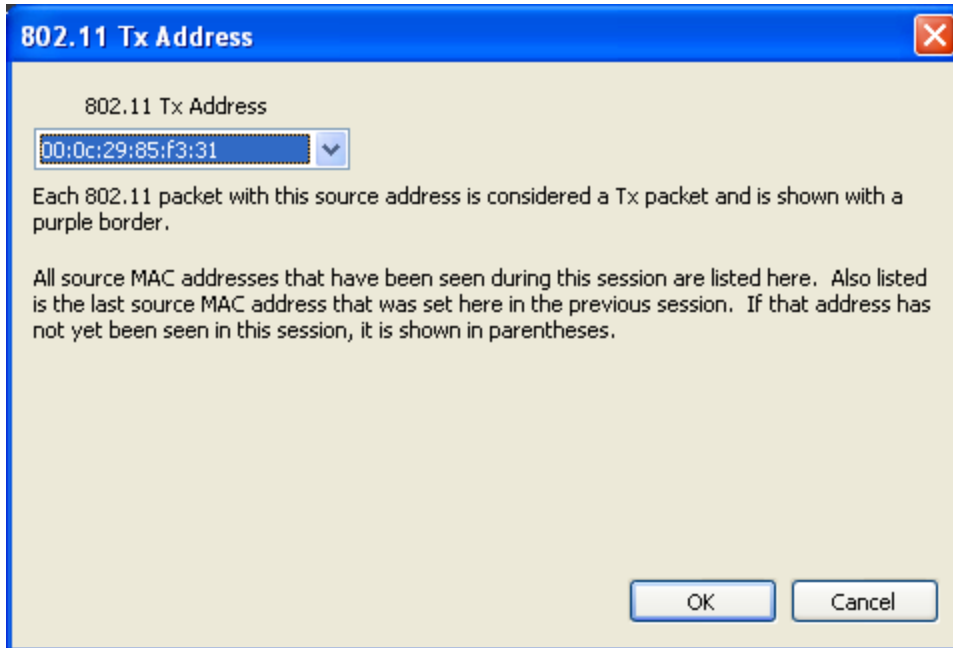 802.11 Tx Address
802.11 Tx Address
00:0c:29:85:f3:31
Each 802.11 packet with this source address is considered a Tx packet and is shown with a
purple border.
All source MAC addresses that have been seen during this session are listed here.  Also listed
is the last source MAC address that was set here in the previous session.  If that address has
not yet been seen in this session, it is shown in parentheses.
OK
Cancel